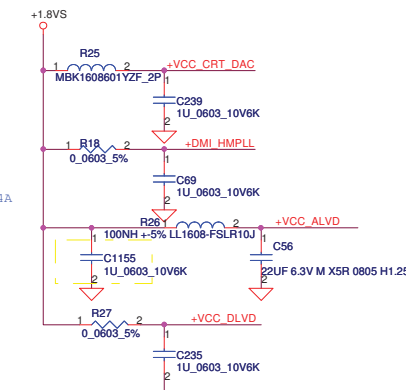 +1.8VS
R25
1 2 +VCC_CRT_DAC
MBK1608601YZF_2P
1
C239
1U_0603_10V6K
2
R18
1 2 +DMI_HMPLL
0_0603_5%
1
C69
1U_0603_10V6K
2
4A
R26
1 2 +VCC_ALVD
100NH +-5% LL1608-FSLR10J
1 1
C1155 C56
1U_0603_10V6K 22UF 6.3V M X5R 0805 H1.25
2 2
R27
1 2 +VCC_DLVD
0_0603_5%
1
C235
1U_0603_10V6K
2